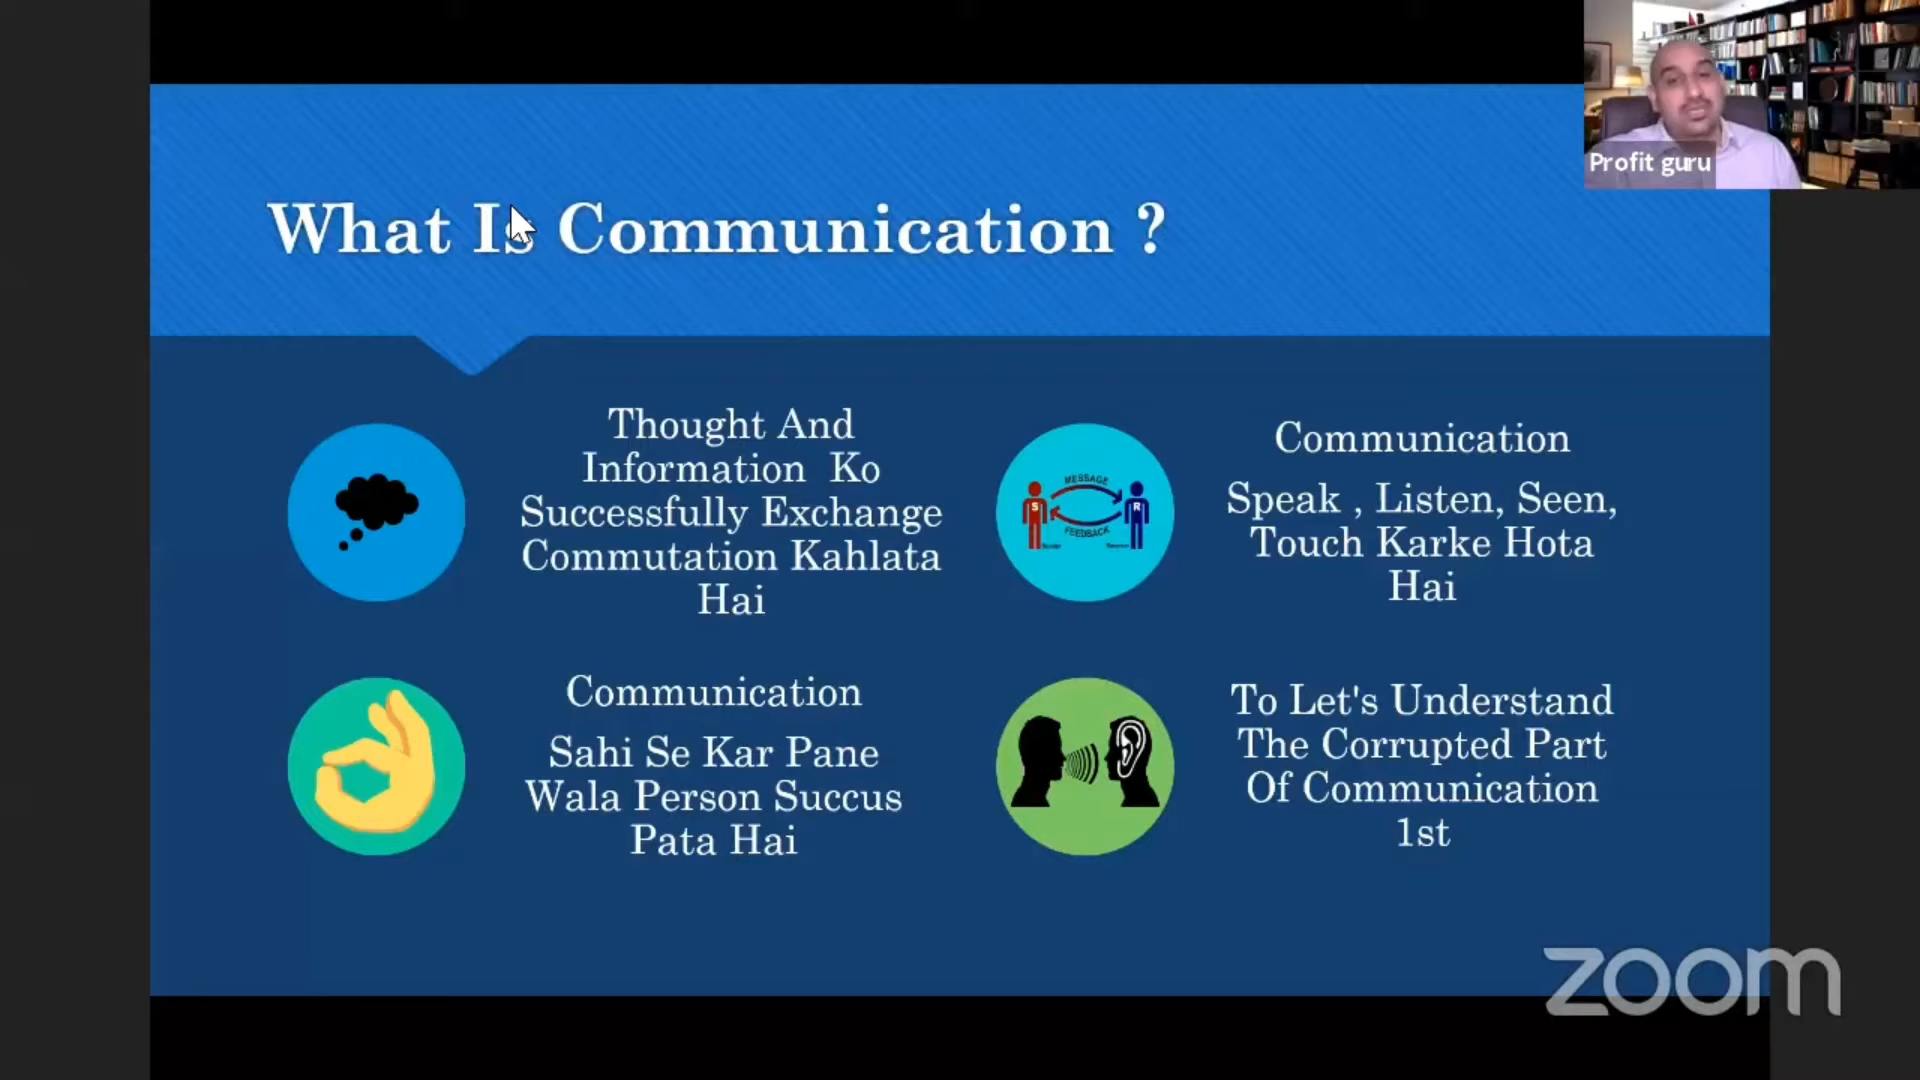 Profit guru
What Is Communication ?
Thought And
Information Ko
Successfully Exchange
Commutation Kahlata
Hai
MESSAGE
S
R
FEEDBACK
Communication
Speak , Listen, Seen,
Touch Karke Hota
Hai
Communication
Sahi Se Kar Pane
Wala Person Succus
Pata Hai
To Let's Understand
The Corrupted Part
Of Communication
1st
zoom